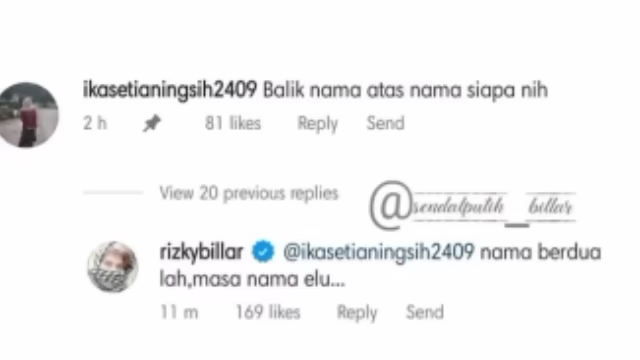 ikasetianingsih2409 Balik nama atas nama siapa nih
2 h 81 likes Reply Send
View 20 previous replies
@sendalputih_billar
rizkybillar @ikasetianingsih2409 nama berdua
lah,masa nama elu...
11 m 169 likes Reply Send